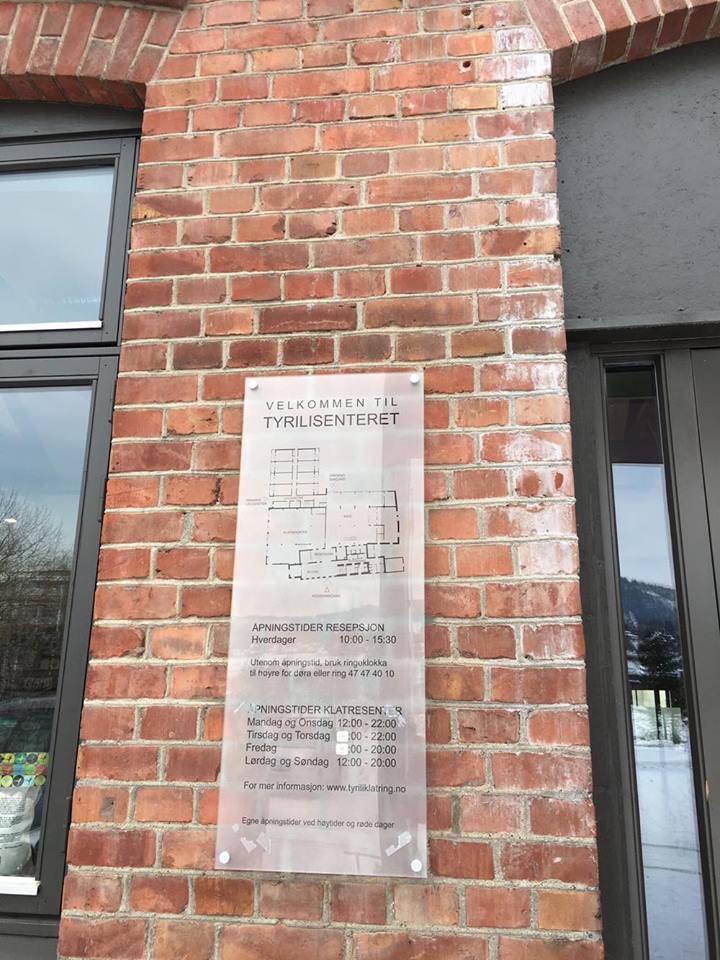 VELKOMMEN TIL
TYRILISENTERET
ÅPNINGSTIDER RESEPSJON
Hverdager 10:00 - 15:30
Utenom åpningstid, bruk ringeklokka
til høyre for døra eller ring 47 47 40 10
ÅPNINGSTIDER KLATRESENTER
Mandag og Onsdag 12:00 - 22:00
Tirsdag og Torsdag :00 - 22:00
Fredag :00 - 20:00
Lørdag og Søndag 12:00 - 20:00
For mer informasjon: www.tyriliklatring.no
Egne åpningstider ved høytider og røde dager